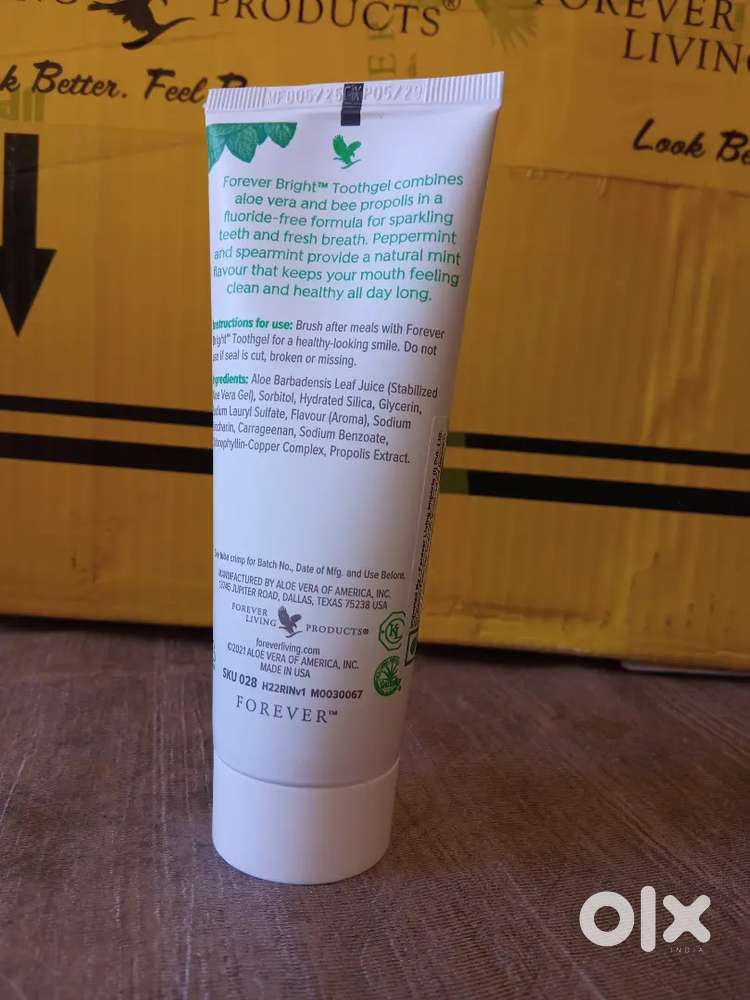 PRODUCTS®
FOREVER
LIVING
Look Better. Feel
Look Be
Forever Bright™ Toothgel combines
aloe vera and bee propolis in a
fluoride-free formula for sparkling
teeth and fresh breath. Peppermint
and spearmint provide a natural mint
flavour that keeps your mouth feeling
clean and healthy all day long.
Instructions for use: Brush after meals with Forever
Bright™ Toothgel for a healthy-looking smile. Do not
use if seal is cut, broken or missing.
Ingredients: Aloe Barbadensis Leaf Juice (Stabilized
Aloe Vera Gel), Sorbitol, Hydrated Silica, Glycerin,
Sodium Lauryl Sulfate, Flavour (Aroma), Sodium
Saccharin, Carrageenan, Sodium Benzoate,
Chlorophyllin-Copper Complex, Propolis Extract.
See tube crimp for Batch No., Date of Mfg. and Use Before.
MANUFACTURED BY ALOE VERA OF AMERICA, INC.
13745 JUPITER ROAD, DALLAS, TEXAS 75238 USA
FOREVER
LIVING PRODUCTS®
foreverliving.com
©2021 ALOE VERA OF AMERICA, INC.
MADE IN USA
SKU 028 H22RINv1 M0030067
FOREVER™
olx
INDIA